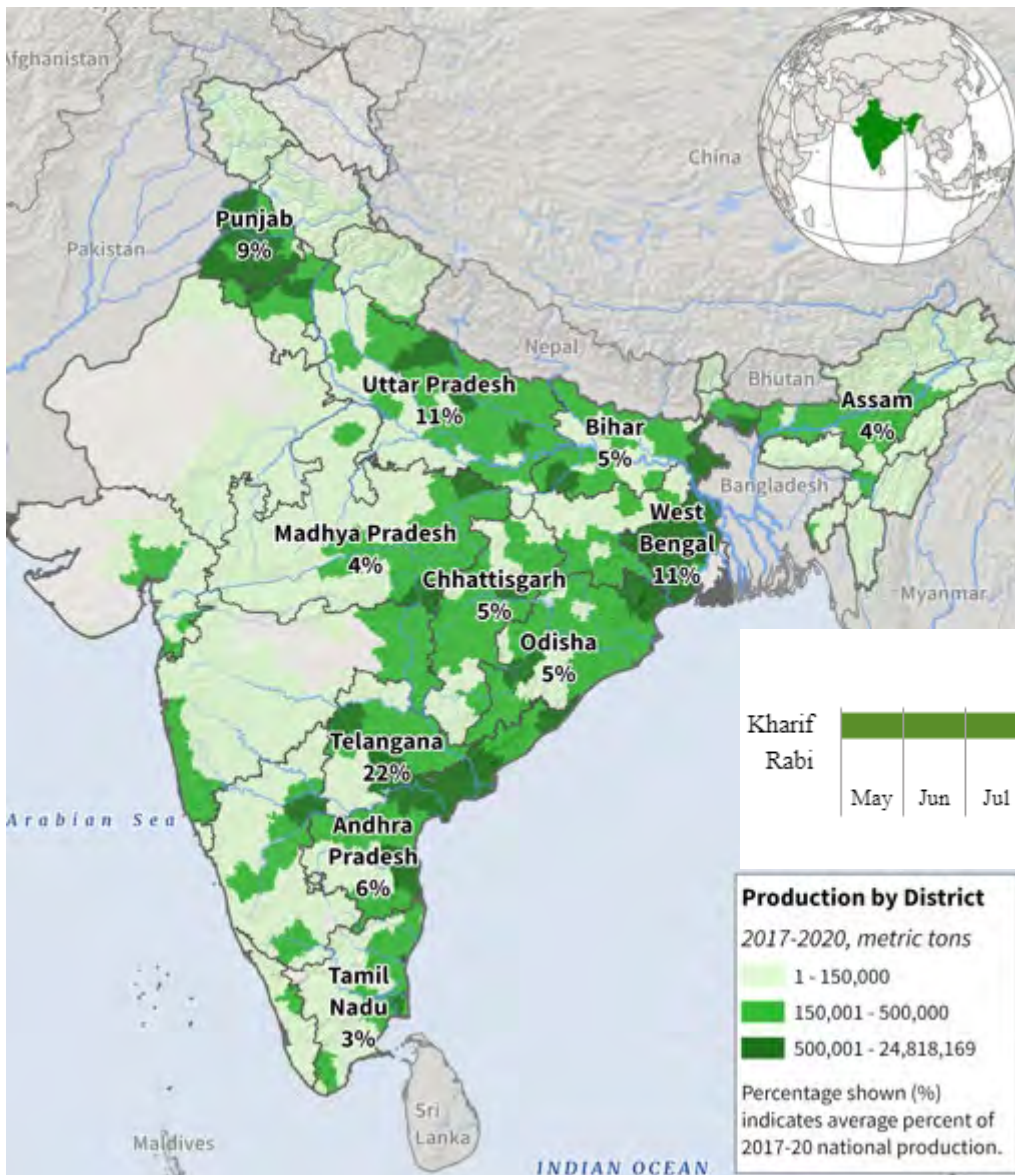 Afghanistan
China
Punjab
9%
Pakistan
Nepal
Bhutan
Uttar Pradesh
11%
Assam
4%
Bihar
5%
Bangladesh
West
Bengal
11%
Madhya Pradesh
4%
Chhattisgarh
5%
Myanmar
Odisha
5%
Telangana
22%
Arabian Sea
Andhra
Pradesh
6%
Tamil
Nadu
3%
Sri
Lanka
Maldives
INDIAN OCEAN
Kharif
Rabi
May Jun Jul
Production by District
2017-2020, metric tons
1 - 150,000
150,001 - 500,000
500,001 - 24,818,169
Percentage shown (%)
indicates average percent of
2017-20 national production.